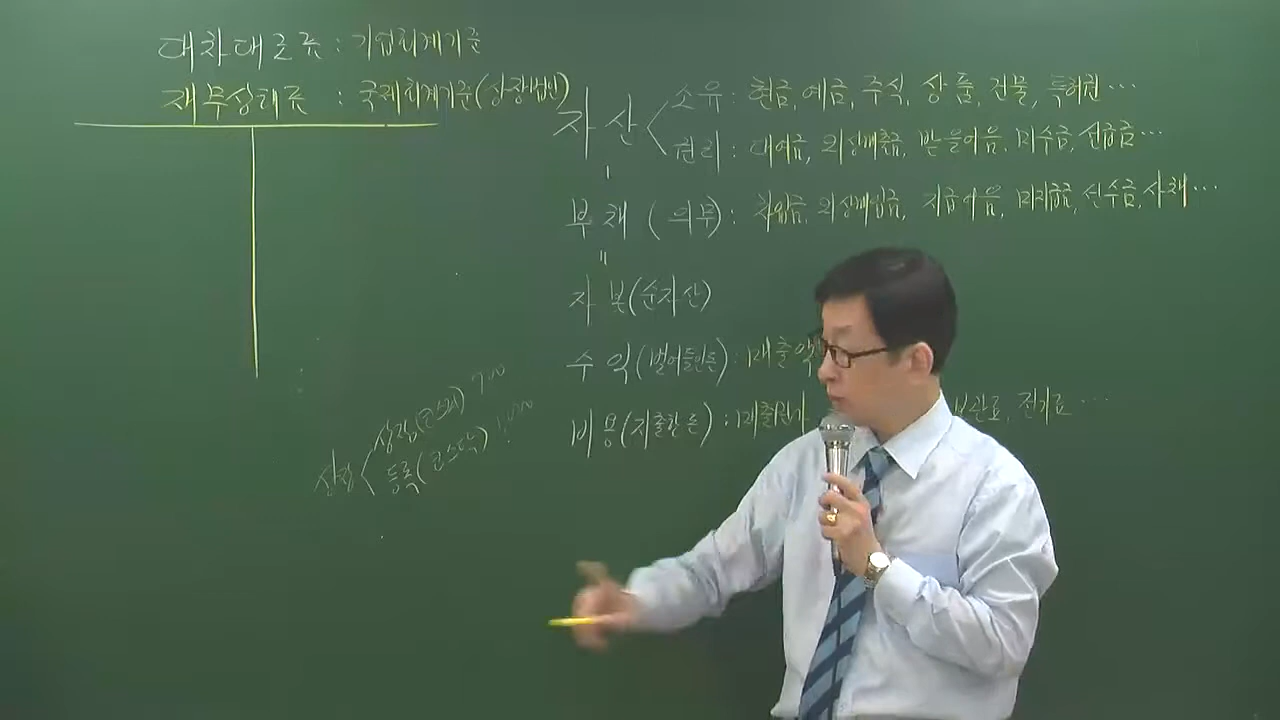 대차대조표 : 기업회계기준
재무상태표 : 국제회계기준(상장법인)
자산 < 소유 : 현금, 예금, 주식, 상품, 건물, 특허권 …
권리 : 대여금, 외상매출금, 받을어음, 미수금, 선급금 …
부채 (의무) : 차입금, 외상매입금, 지급어음, 미지급금, 선수금, 사채 …
자본(순자산)
수익(벌어들인돈) : 매출액
비용(지출한돈) : 매출원가 보관료, 전기료 …
상장 < 상장(코스피) 700
등록(코스닥)